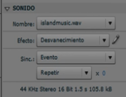 SONIDO
Nombre: islandmusic.wav
Efecto: Desvanecimiento
Sinc.: Evento
Repetir x 0
44 KHz Stereo 16 Bit 1.5 s 105.8 kB